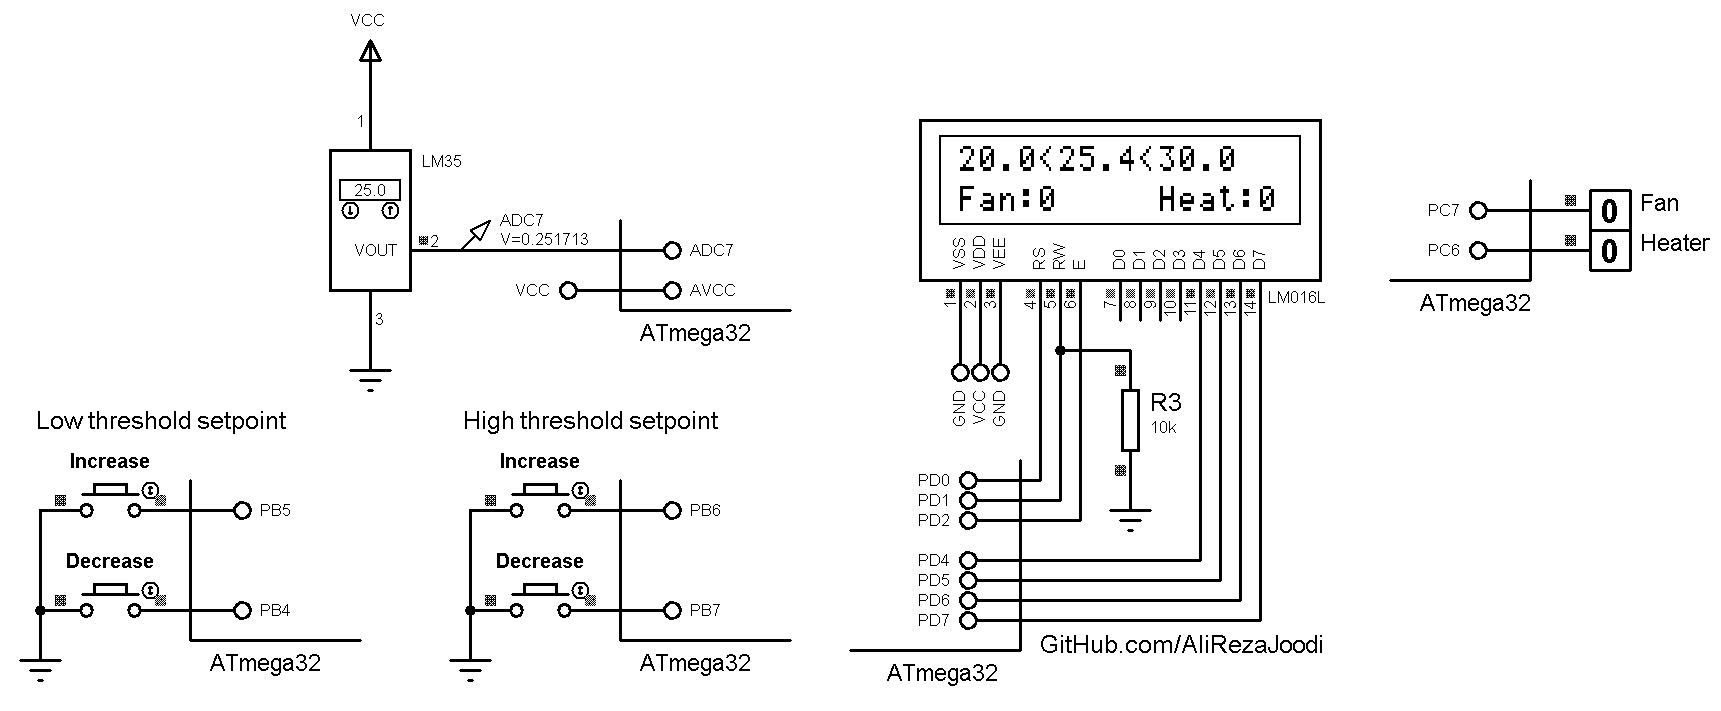 VCC
1
LM35
25.0
VOUT
2
ADC7
V=0.251713
ADC7
VCC
AVCC
3
ATmega32
Low threshold setpoint
Increase
PB5
Decrease
PB4
ATmega32
High threshold setpoint
Increase
PB6
Decrease
PB7
ATmega32
20.0<25.4<30.0
Fan:0 Heat:0
VSS VDD VEE RS RW E D0 D1 D2 D3 D4 D5 D6 D7
1 2 3 4 5 6 7 8 9 10 11 12 13 14
LM016L
GND VCC GND
R3
10k
PD0
PD1
PD2
PD4
PD5
PD6
PD7
GitHub.com/AliRezaJoodi
ATmega32
PC7 0 Fan
PC6 0 Heater
ATmega32